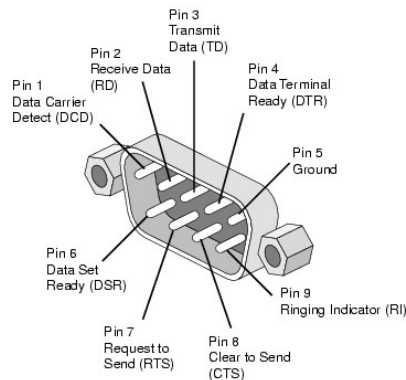 Pin 1
Data Carrier
Detect (DCD)
Pin 2
Receive Data
(RD)
Pin 3
Transmit
Data (TD)
Pin 4
Data Terminal
Ready (DTR)
Pin 5
Ground
Pin 6
Data Set
Ready (DSR)
Pin 7
Request to
Send (RTS)
Pin 8
Clear to Send
(CTS)
Pin 9
Ringing Indicator (RI)